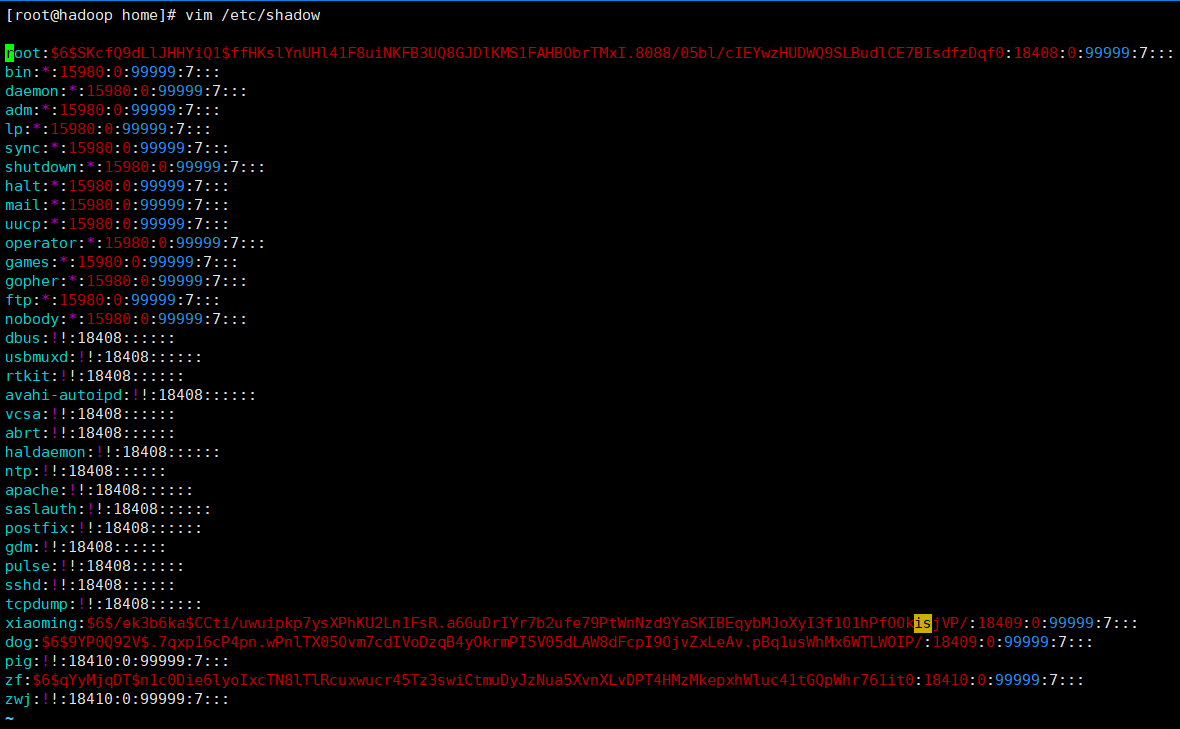 [root@hadoop home]# vim /etc/shadow
root:$6$SKcfQ9dLlJHHYiQ1$ffHKslYnUHl41F8uiNKFB3UQ8GJDlKMS1FAHBObrTMxI.8088/05bl/cIEYwzHUDWQ9SLBudlCE7BIsdfzDqf0:18408:0:99999:7:::
bin:*:15980:0:99999:7:::
daemon:*:15980:0:99999:7:::
adm:*:15980:0:99999:7:::
lp:*:15980:0:99999:7:::
sync:*:15980:0:99999:7:::
shutdown:*:15980:0:99999:7:::
halt:*:15980:0:99999:7:::
mail:*:15980:0:99999:7:::
uucp:*:15980:0:99999:7:::
operator:*:15980:0:99999:7:::
games:*:15980:0:99999:7:::
gopher:*:15980:0:99999:7:::
ftp:*:15980:0:99999:7:::
nobody:*:15980:0:99999:7:::
dbus:!!:18408::::::
usbmuxd:!!:18408::::::
rtkit:!!:18408::::::
avahi-autoipd:!!:18408::::::
vcsa:!!:18408::::::
abrt:!!:18408::::::
haldaemon:!!:18408::::::
ntp:!!:18408::::::
apache:!!:18408::::::
saslauth:!!:18408::::::
postfix:!!:18408::::::
gdm:!!:18408::::::
pulse:!!:18408::::::
sshd:!!:18408::::::
tcpdump:!!:18408::::::
xiaoming:$6$/ek3b6ka$CCti/uwuipkp7ysXPhKU2Ln1FsR.a6GuDrIYr7b2ufe79PtWnNzd9YaSKIBEqybMJoXyI3f1O1hPfOOkisjVP/:18409:0:99999:7:::
dog:$6$9YP0Q92V$.7qxp16cP4pn.wPnlTX05Ovm7cdIVoDzqB4yOkrmPI5V05dLAW8dFcpI9OjvZxLeAv.pBq1usWhMx6WTLWOIP/:18409:0:99999:7:::
pig:!!:18410:0:99999:7:::
zf:$6$qYyMjqDT$n1c0Die6lyoIxcTN8lTlRcuxwucr45Tz3swiCtmuDyJzNua5XvnXLvDPT4HMzMkepxhWluc41tGQpWhr761it0:18410:0:99999:7:::
zwj:!!:18410:0:99999:7:::
~